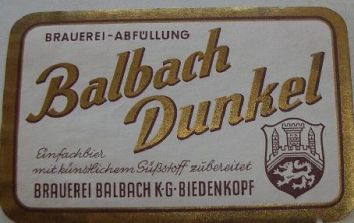 BRAUEREI-ABFÜLLUNG
Balbach
Dunkel
Einfachbier
mit künstlichem Süßstoff zubereitet
BRAUEREI BALBACH K·G·BIEDENKOPF